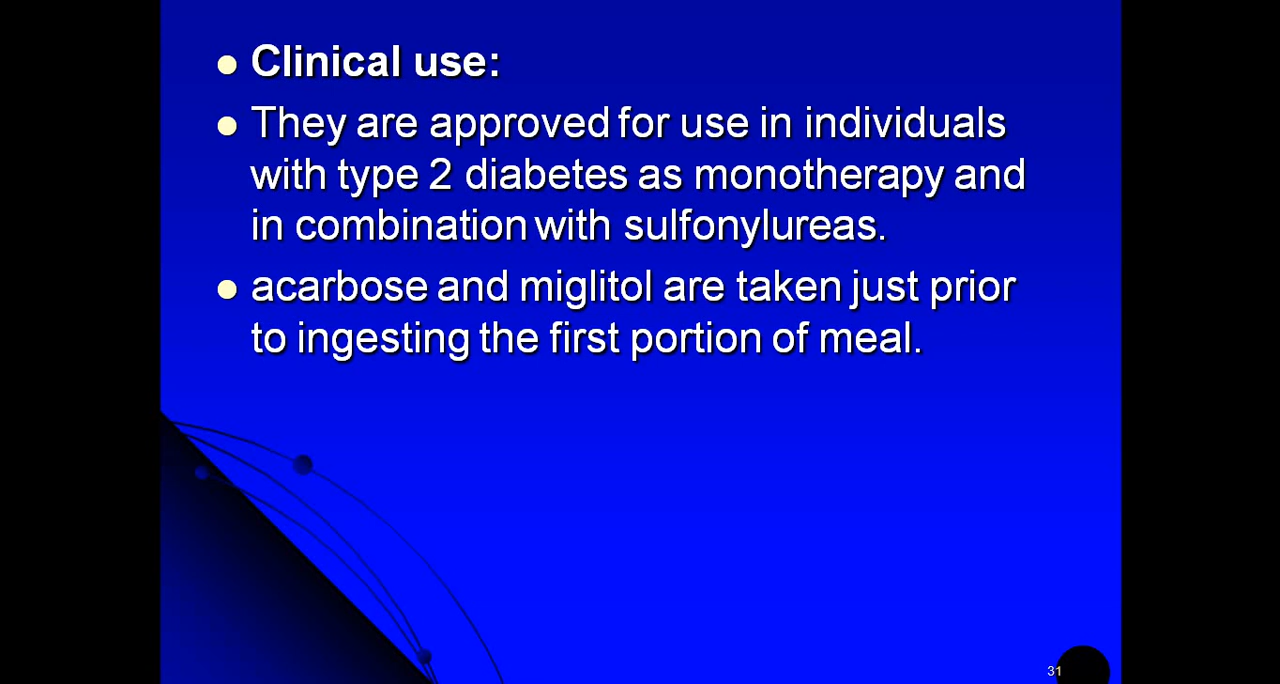 Clinical use:
They are approved for use in individuals
with type 2 diabetes as monotherapy and
in combination with sulfonylureas.
acarbose and miglitol are taken just prior
to ingesting the first portion of meal.
31